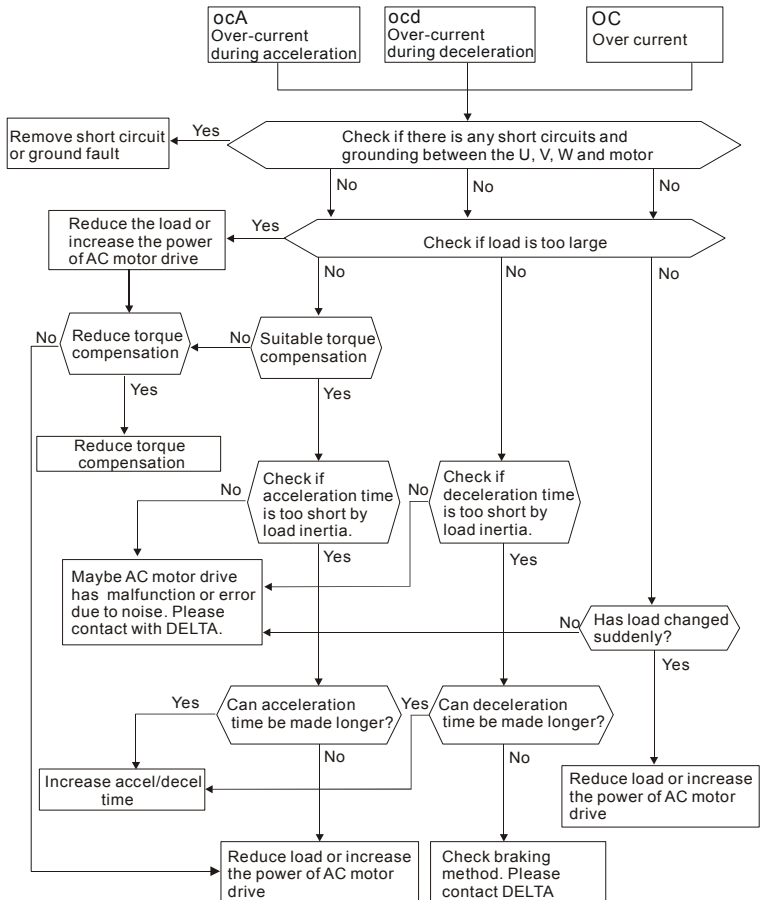 ocA
Over-current
during acceleration
ocd
Over-current
during deceleration
OC
Over current
Remove short circuit
or ground fault
Yes
Check if there is any short circuits and
grounding between the U, V, W and motor
No
No
No
Reduce the load or
increase the power
of AC motor drive
Yes
Check if load is too large
No
No
No
No
Reduce torque
compensation
No
Suitable torque
compensation
Yes
Yes
Reduce torque
compensation
No
Check if
acceleration time
is too short by
load inertia.
No
Check if
deceleration time
is too short by
load inertia.
Yes
Yes
Maybe AC motor drive
has malfunction or error
due to noise. Please
contact with DELTA.
No
Has load changed
suddenly?
Yes
Yes
Can acceleration
time be made longer?
Yes
Can deceleration
time be made longer?
No
No
Increase accel/decel
time
Reduce load or increase
the power of AC motor
drive
Reduce load or increase
the power of AC motor
drive
Check braking
method. Please
contact DELTA